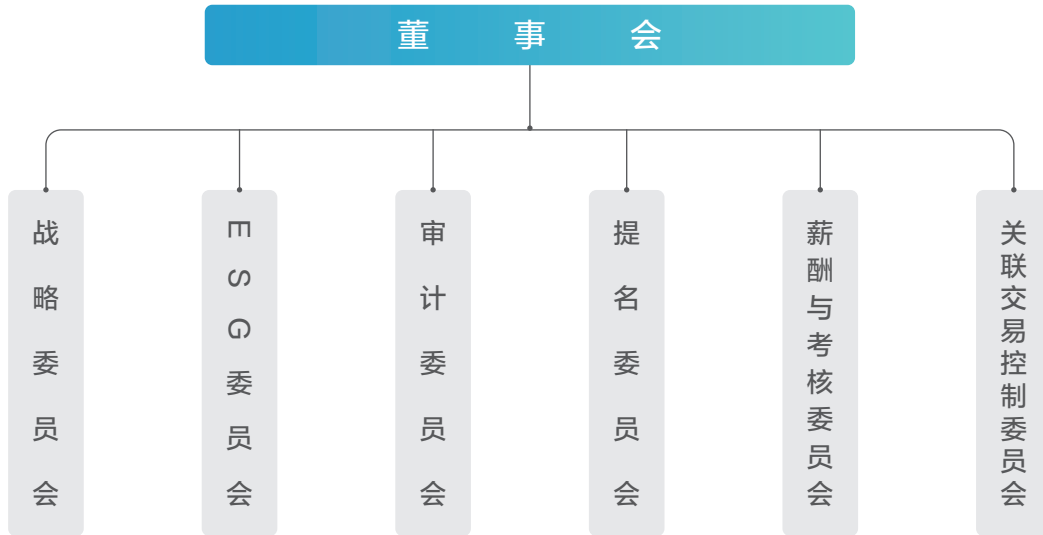 董事会
战略委员会
ESG委员会
审计委员会
提名委员会
薪酬与考核委员会
关联交易控制委员会